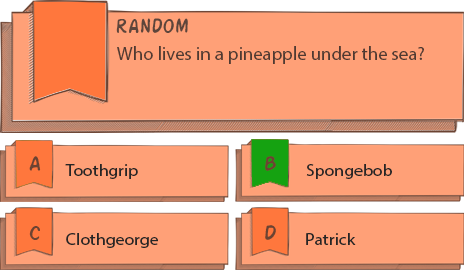 RANDOM
Who lives in a pineapple under the sea?
A Toothgrip
B Spongebob
C Clothgeorge
D Patrick